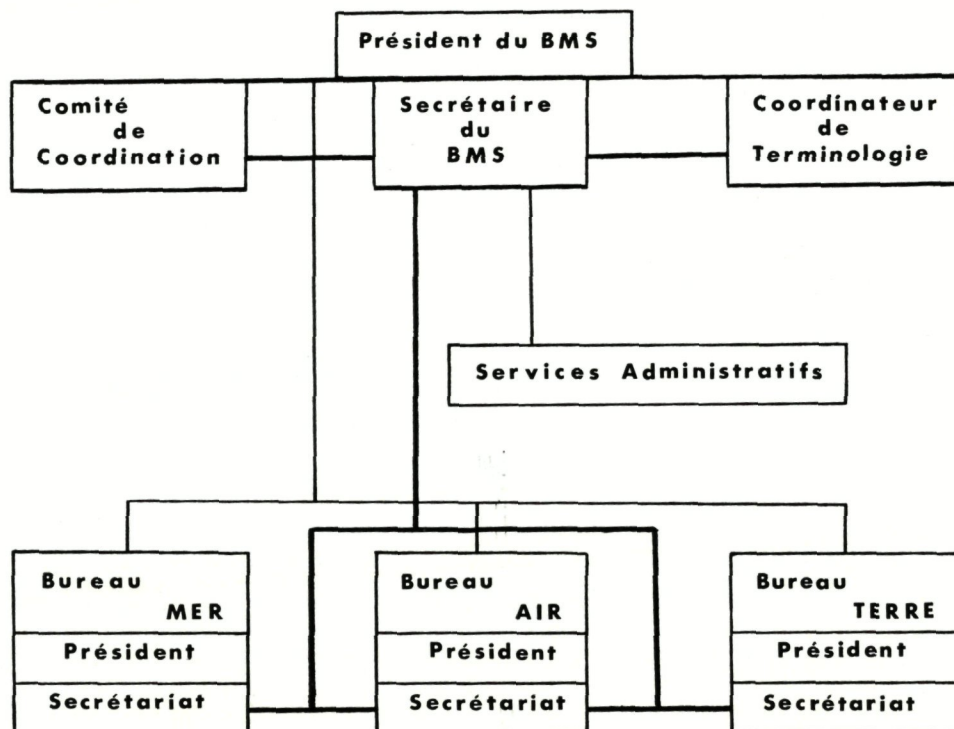 Président du BMS
Comité
de
Coordination
Secrétaire
du
BMS
Coordinateur
de
Terminologie
Services Administratifs
Bureau
MER
Président
Secrétariat
Bureau
AIR
Président
Secrétariat
Bureau
TERRE
Président
Secrétariat